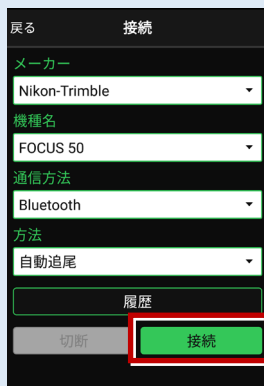 戻る 接続
メーカー
Nikon-Trimble
機種名
FOCUS 50
通信方法
Bluetooth
方法
自動追尾
履歴
切断 接続